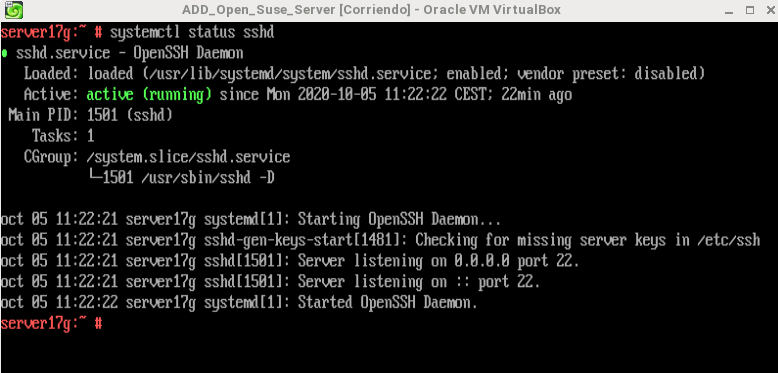 ADD_Open_Suse_Server [Corriendo] - Oracle VM VirtualBox
server17g:~ # systemctl status sshd
● sshd.service - OpenSSH Daemon
   Loaded: loaded (/usr/lib/systemd/system/sshd.service; enabled; vendor preset: disabled)
   Active: active (running) since Mon 2020-10-05 11:22:22 CEST; 22min ago
 Main PID: 1501 (sshd)
    Tasks: 1
   CGroup: /system.slice/sshd.service
           └─1501 /usr/sbin/sshd -D
oct 05 11:22:21 server17g systemd[1]: Starting OpenSSH Daemon...
oct 05 11:22:21 server17g sshd-gen-keys-start[1481]: Checking for missing server keys in /etc/ssh
oct 05 11:22:21 server17g sshd[1501]: Server listening on 0.0.0.0 port 22.
oct 05 11:22:21 server17g sshd[1501]: Server listening on :: port 22.
oct 05 11:22:22 server17g systemd[1]: Started OpenSSH Daemon.
server17g:~ #